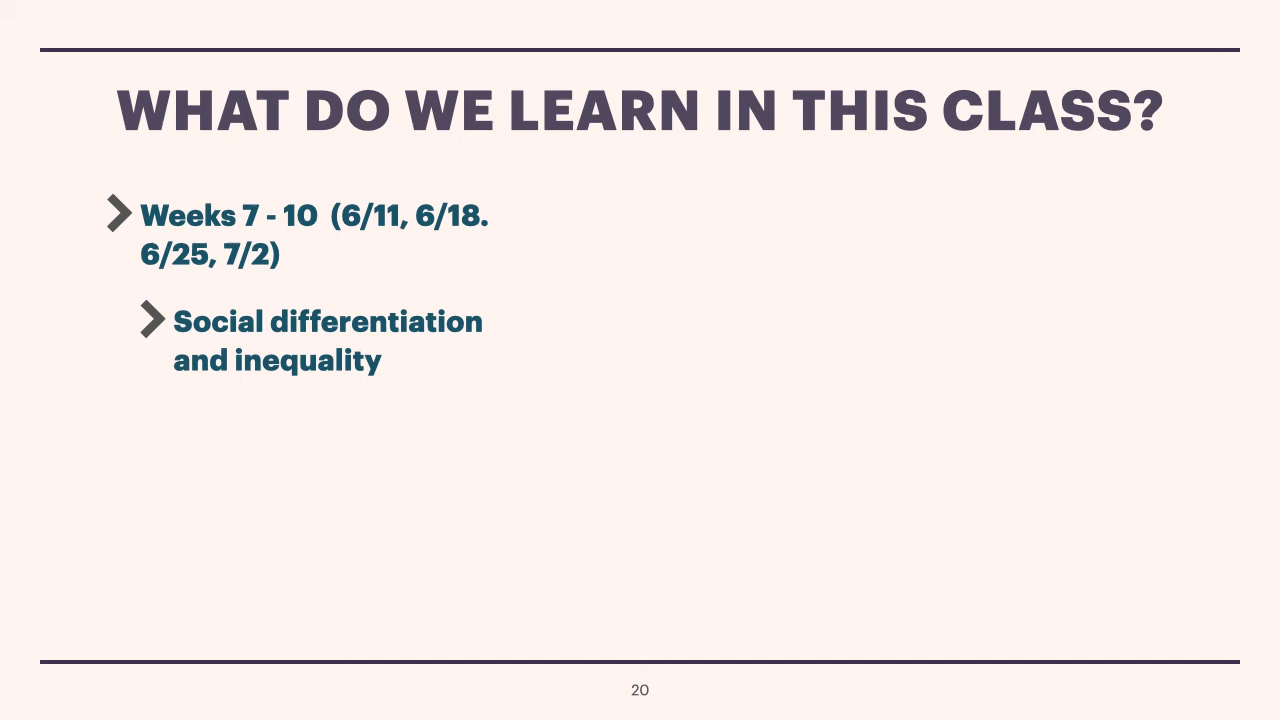 WHAT DO WE LEARN IN THIS CLASS?
Weeks 7 - 10  (6/11, 6/18.
6/25, 7/2)
Social differentiation
and inequality
20